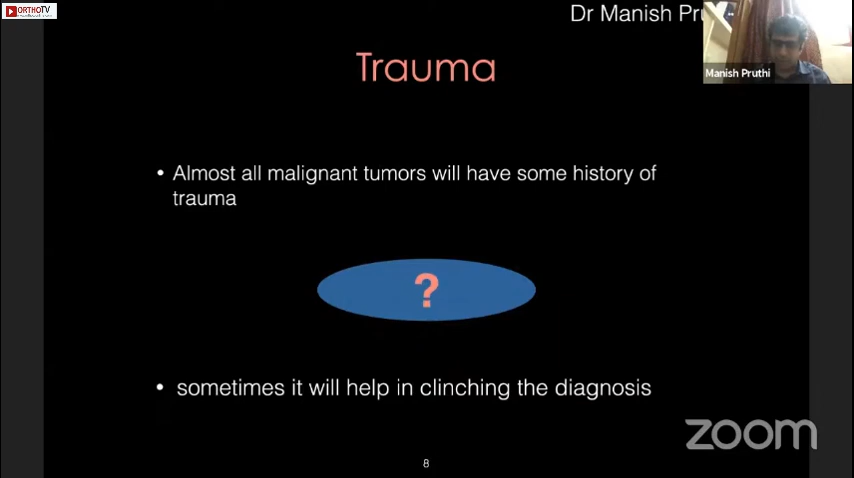 ORTHOTV
Dr Manish Pru
Manish Pruthi
Trauma
• Almost all malignant tumors will have some history of
trauma
?
• sometimes it will help in clinching the diagnosis
zoom
8